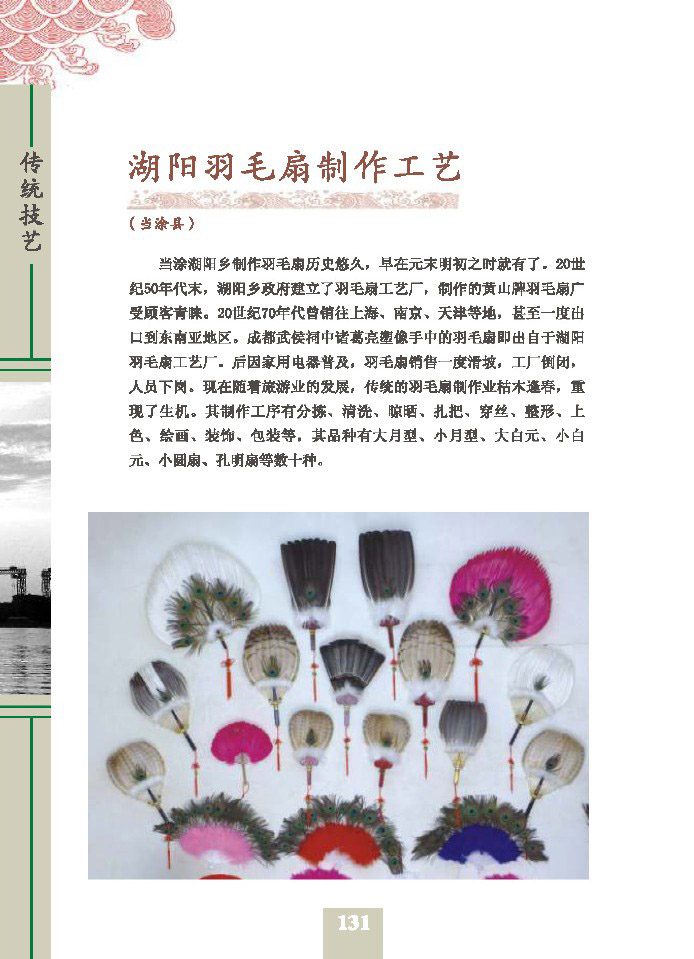 传统技艺
湖阳羽毛扇制作工艺
(当涂县)
当涂湖阳乡制作羽毛扇历史悠久，早在元末明初之时就有了。20世
纪50年代末，湖阳乡政府建立了羽毛扇工艺厂，制作的黄山牌羽毛扇广
受顾客青睐。20世纪70年代曾销往上海、南京、天津等地，甚至一度出
口到东南亚地区。成都武侯祠中诸葛亮塑像手中的羽毛扇即出自于湖阳
羽毛扇工艺厂。后因家用电器普及，羽毛扇销售一度滑坡，工厂倒闭，
人员下岗。现在随着旅游业的发展，传统的羽毛扇制作业枯木逢春，重
现了生机。其制作工序有分拣、清洗、晾晒、扎把、穿丝、整形、上
色、绘画、装饰、包装等。其品种有大月型、小月型、大白元、小白
元、小圆扇、孔明扇等数十种。
131